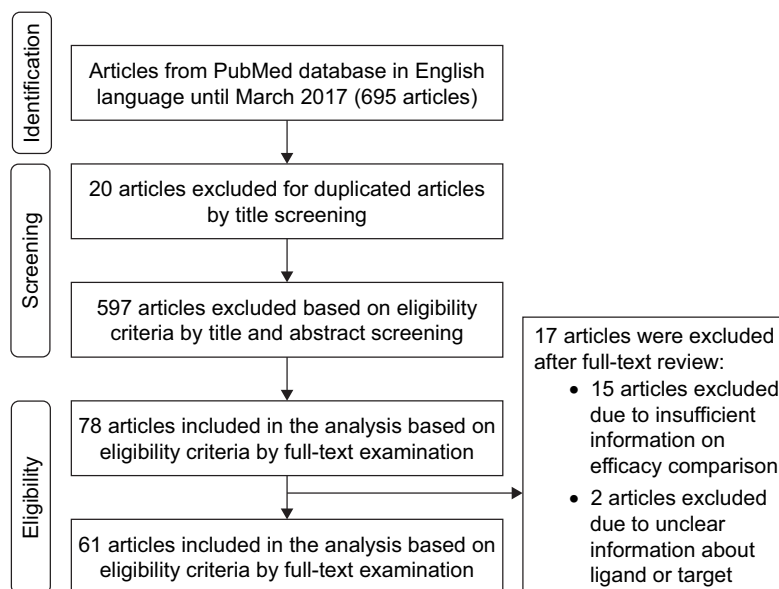 Identification
Articles from PubMed database in English
language until March 2017 (695 articles)
Screening
20 articles excluded for duplicated articles
by title screening
597 articles excluded based on eligibility
criteria by title and abstract screening
Eligibility
78 articles included in the analysis based on
eligibility criteria by full-text examination
17 articles were excluded
after full-text review:
• 15 articles excluded
due to insufficient
information on
efficacy comparison
• 2 articles excluded
due to unclear
information about
ligand or target
61 articles included in the analysis based on
eligibility criteria by full-text examination